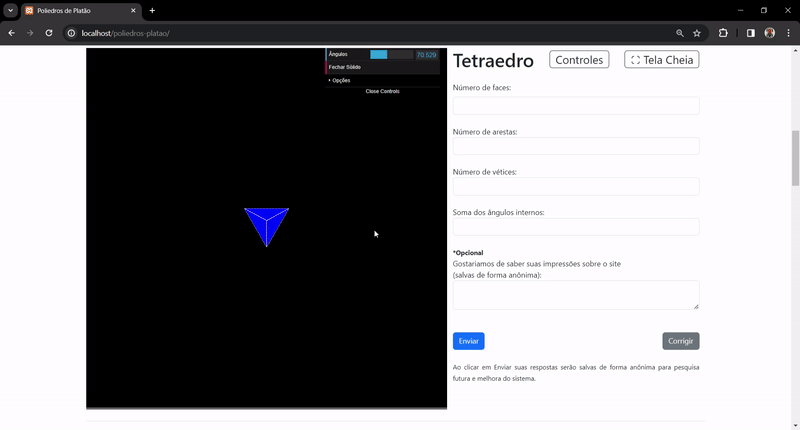 Poliedros de Platão
localhost/poliedros-platao/
Ângulos
70.529
Fechar Sólido
Opções
Close Controls
Tetraedro
Controles
Tela Cheia
Número de faces:
Número de arestas:
Número de vétices:
Soma dos ângulos internos:
*Opcional
Gostariamos de saber suas impressões sobre o site
(salvas de forma anônima):
Enviar
Corrigir
Ao clicar em Enviar suas respostas serão salvas de forma anônima para pesquisa
futura e melhora do sistema.